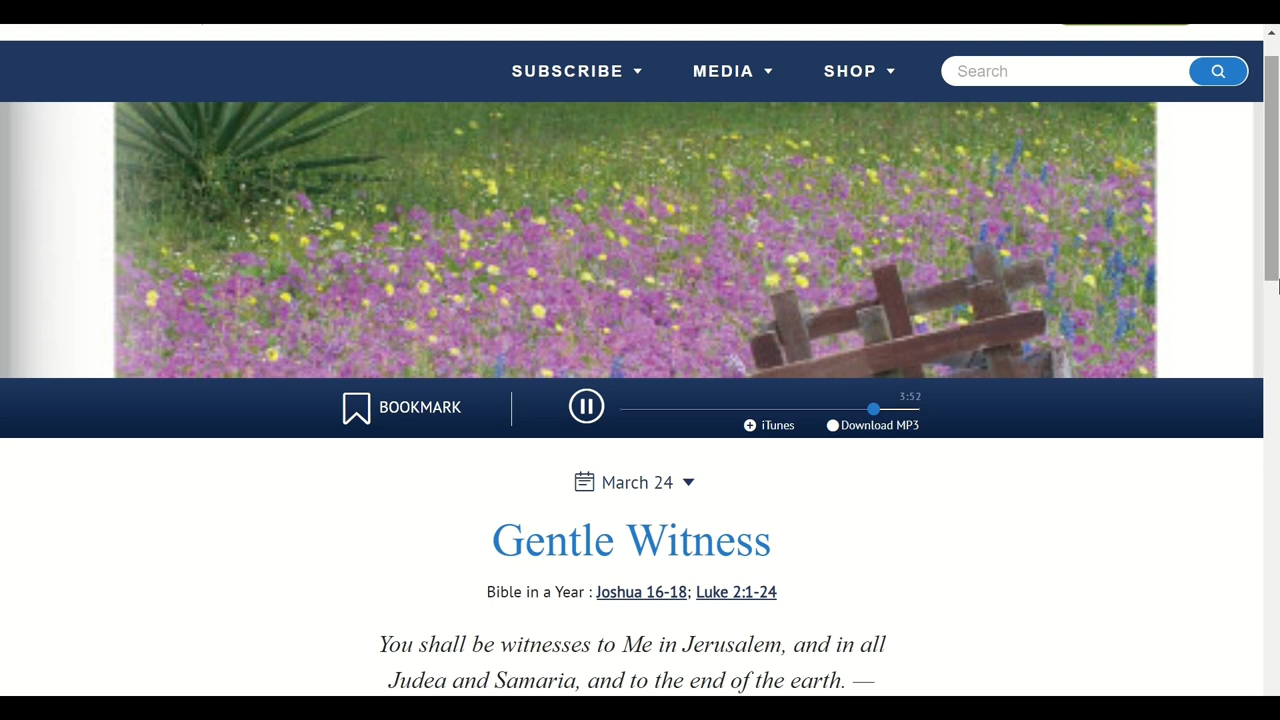 SUBSCRIBE MEDIA SHOP Search
BOOKMARK
3:52
iTunes Download MP3
March 24
Gentle Witness
Bible in a Year : Joshua 16-18; Luke 2:1-24
You shall be witnesses to Me in Jerusalem, and in all
Judea and Samaria, and to the end of the earth. —